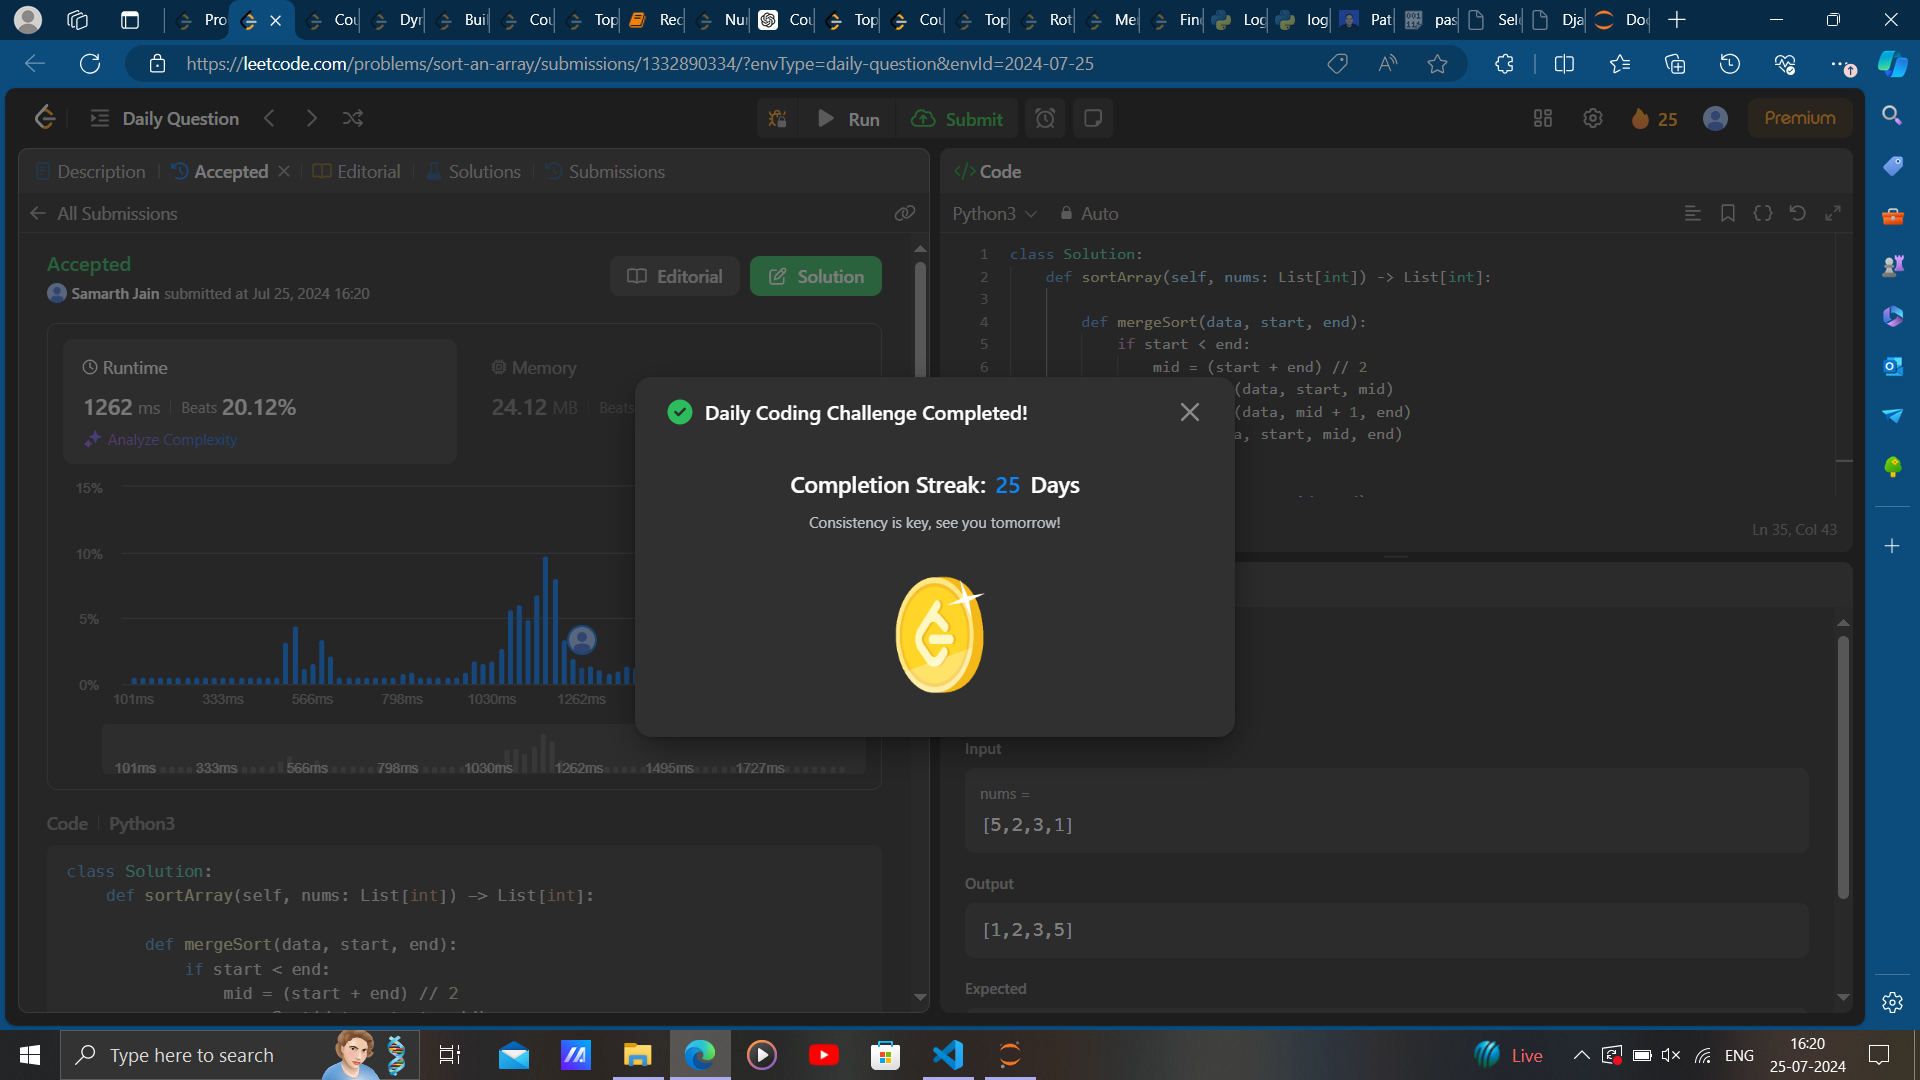 Pro
Cou
Dyn
Buil
Cou
Top
Rec
Nun
Cou
Top
Cou
Top
Rot
Mer
Fin
Log
log
Pat
pas
Sel
Dja
Doc
https://leetcode.com/problems/sort-an-array/submissions/1332890334/?envType=daily-question&envId=2024-07-25
Daily Question
Run
Submit
25
Premium
Description
Accepted
Editorial
Solutions
Submissions
All Submissions
Accepted
Samarth Jain submitted at Jul 25, 2024 16:20
Editorial
Solution
Runtime
1262 ms Beats 20.12%
Analyze Complexity
Memory
24.12 MB Beats
15%
10%
5%
0%
101ms 333ms 566ms 798ms 1030ms 1262ms
101ms 333ms 566ms 798ms 1030ms 1262ms 1495ms 1727ms
Code Python3
class Solution:
def sortArray(self, nums: List[int]) -> List[int]:
def mergeSort(data, start, end):
if start < end:
mid = (start + end) // 2
</> Code
Python3 Auto
1 class Solution:
2 def sortArray(self, nums: List[int]) -> List[int]:
3
4 def mergeSort(data, start, end):
5 if start < end:
6 mid = (start + end) // 2
(data, start, mid)
(data, mid + 1, end)
a, start, mid, end)
Ln 35, Col 43
Daily Coding Challenge Completed!
Completion Streak: 25 Days
Consistency is key, see you tomorrow!
Input
nums =
[5,2,3,1]
Output
[1,2,3,5]
Expected
Type here to search
Live
ENG
16:20
25-07-2024